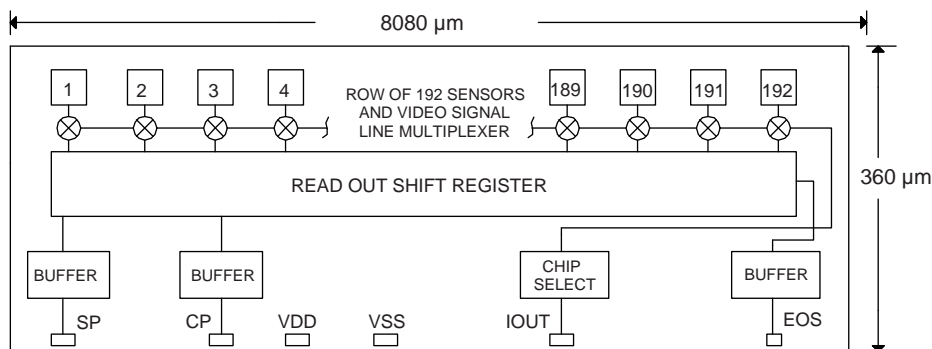 8080 µm
1 2 3 4 189 190 191 192
ROW OF 192 SENSORS
AND VIDEO SIGNAL
LINE MULTIPLEXER
READ OUT SHIFT REGISTER
360 µm
BUFFER BUFFER CHIP SELECT BUFFER
SP CP VDD VSS IOUT EOS